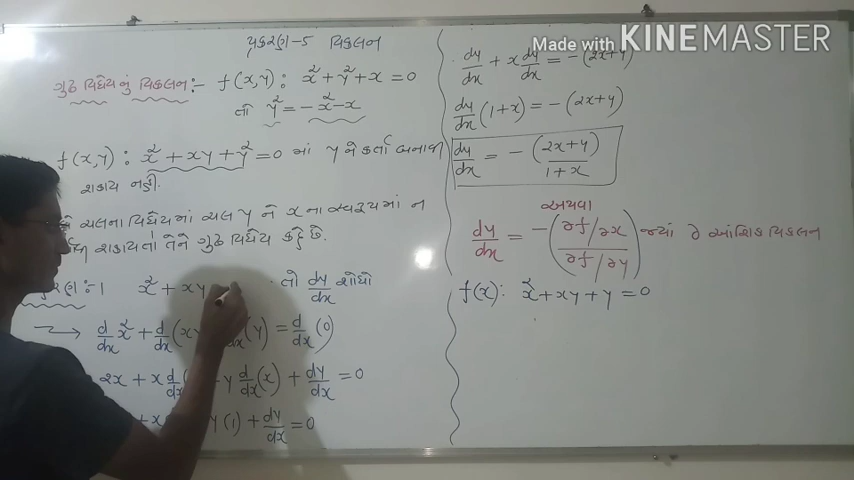 પ્રકરણ-5 વિકલન
ગુઢ વિધેયનું વિકલન:- f(x,y): x²+y²+x=0
તો y²=-x²-x
f(x,y): x²+xy+y²=0 માં y ને કર્તા બનાવી
શકાય નહી.
ચલના વિધેયમાં ચલ y ને x ના સ્વરૂપમાં ન
શકાય તો તેને ગુઢ વિધેય કહે છે.
:-1 x²+xy તો dy/dx શોધો
d/dx x²+d/dx(xy (y)=d/dx(0)
2x+x d/dx y d/dx(x)+dy/dx=0
y(1)+dy/dx=0
dy/dx+x dy/dx=-(2x+y)
dy/dx(1+x)=-(2x+y)
dy/dx=-(2x+y/1+x)
અથવા
dy/dx=-(∂f/∂x/∂f/∂y) જ્યાં ∂ આંશિક વિકલન
f(x): x²+xy+y=0
Made with KINEMASTER